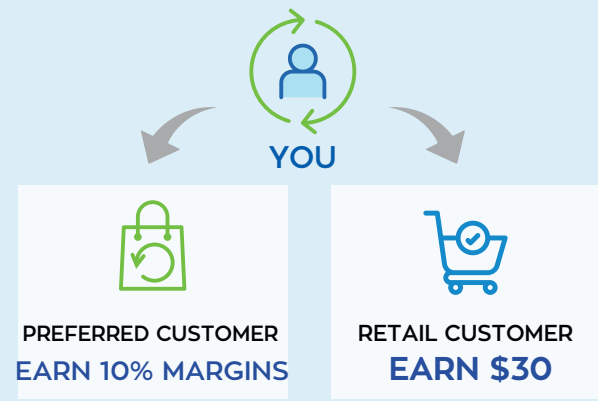 YOU
PREFERRED CUSTOMER
EARN 10% MARGINS
RETAIL CUSTOMER
EARN $30